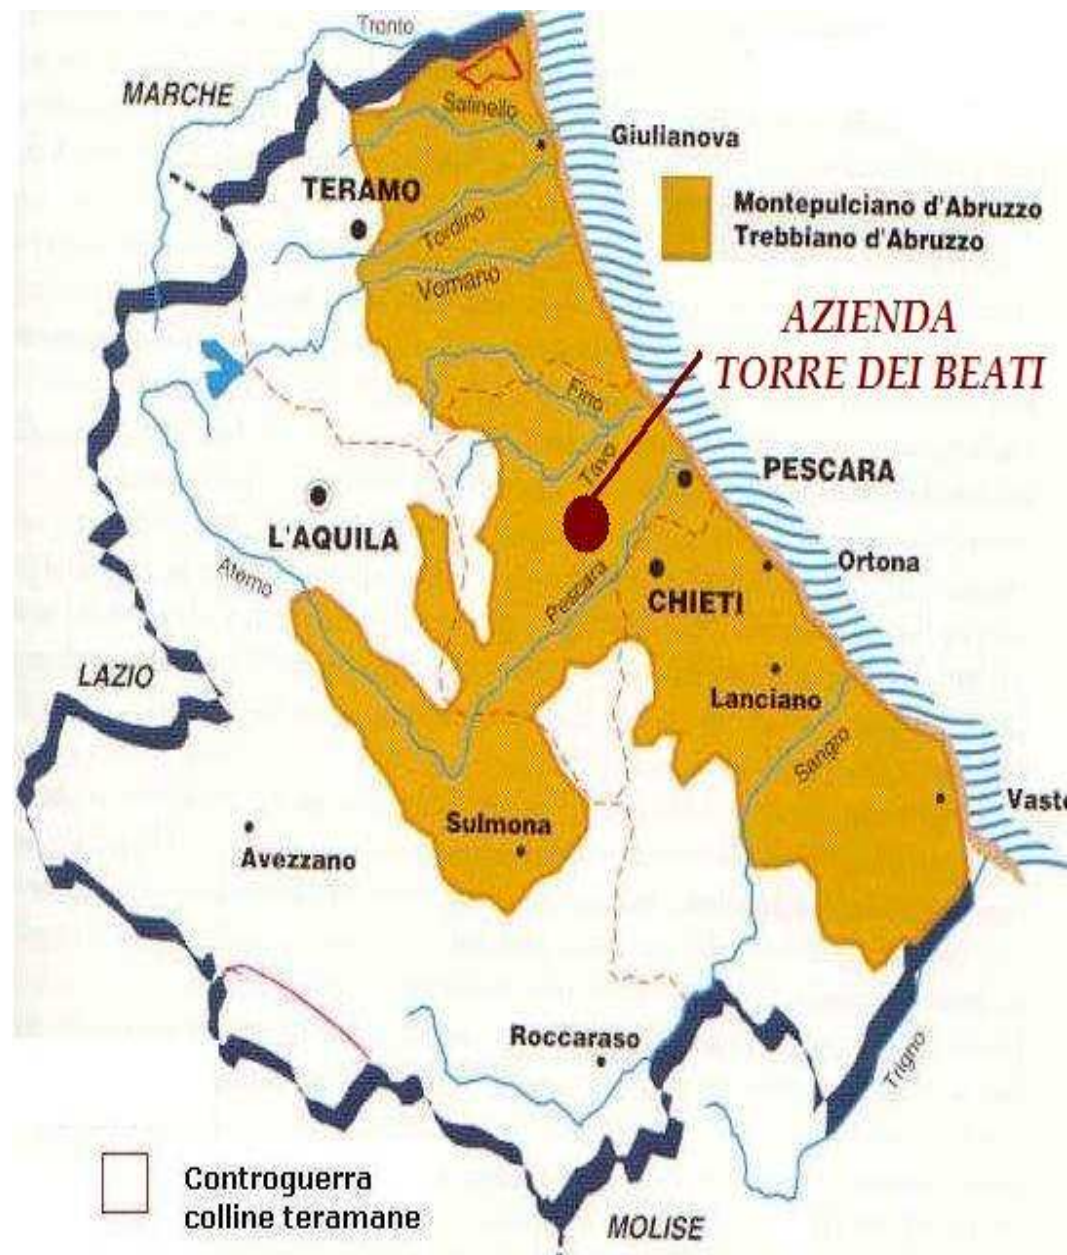 Tronto
MARCHE
Salinello
Giulianova
TERAMO
Montepulciano d'Abruzzo
Trebbiano d'Abruzzo
Tordino
Vomano
AZIENDA
TORRE DEI BEATI
Fino
Tavo
PESCARA
L'AQUILA
Ortona
Aterno
Pescara
CHIETI
LAZIO
Lanciano
Sangro
Vasto
Sulmona
Avezzano
Roccaraso
Trigno
Controguerra
colline teramane
MOLISE